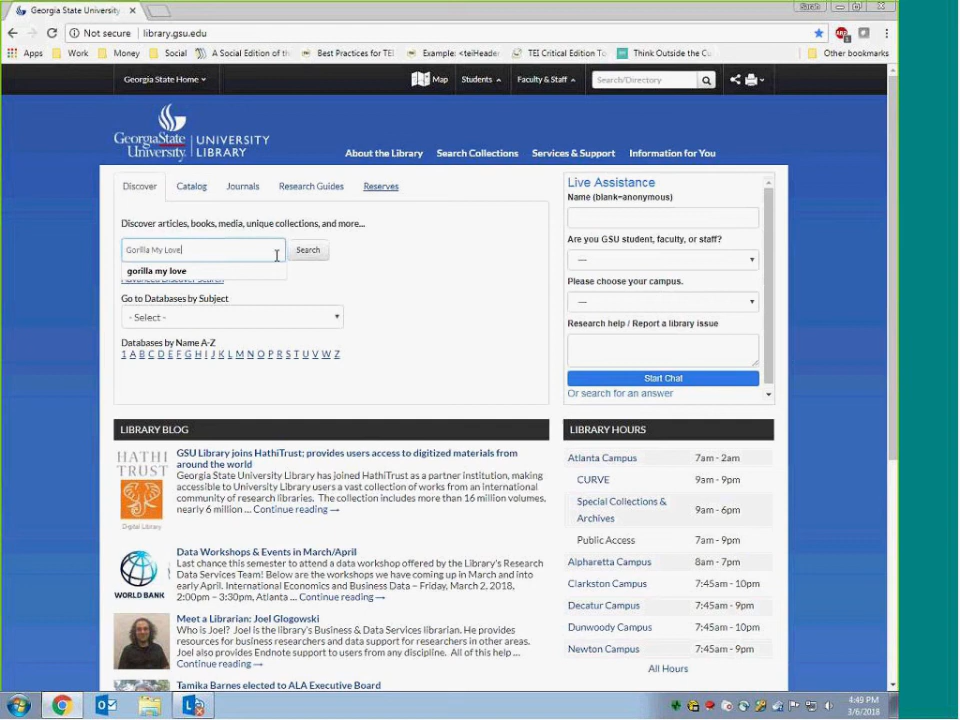 Georgia State University
Sarah
Not secure | library.gsu.edu
Apps Work Money Social A Social Edition of th Best Practices for TEI Example: <teiHeader TEI Critical Edition To Think Outside the Co Other bookmarks
Georgia State Home Map Students Faculty & Staff Search/Directory
GeorgiaState University | UNIVERSITY LIBRARY
About the Library Search Collections Services & Support Information for You
Discover Catalog Journals Research Guides Reserves
Discover articles, books, media, unique collections, and more...
Gorilla My Love Search
gorilla my love
Advanced Discover Search
Go to Databases by Subject
- Select -
Databases by Name A-Z
1 A B C D E F G H I J K L M N O P R S T U V W Z
Live Assistance
Name (blank=anonymous)
Are you GSU student, faculty, or staff?
---
Please choose your campus.
---
Research help / Report a library issue
Start Chat
Or search for an answer
LIBRARY BLOG
HATHI TRUST
Digital Library
GSU Library joins HathiTrust; provides users access to digitized materials from
around the world
Georgia State University Library has joined HathiTrust as a partner institution, making
accessible to University Library users a vast collection of works from an international
community of research libraries. The collection includes more than 16 million volumes,
nearly 6 million ... Continue reading →
WORLD BANK
Data Workshops & Events in March/April
Last chance this semester to attend a data workshop offered by the Library's Research
Data Services Team! Below are the workshops we have coming up in March and into
early April. International Economics and Business Data – Friday, March 2, 2018,
2:00pm – 3:30pm, Atlanta ... Continue reading →
Meet a Librarian: Joel Glogowski
Who is Joel? Joel is the library's Business & Data Services librarian. He provides
resources for business researchers and data support for researchers in other areas.
Joel also provides Endnote support to users from any discipline. All of this help ...
Continue reading →
Tamika Barnes elected to ALA Executive Board
LIBRARY HOURS
Atlanta Campus 7am - 2am
CURVE 9am - 9pm
Special Collections &
Archives 9am - 6pm
Public Access 7am - 9pm
Alpharetta Campus 8am - 7pm
Clarkston Campus 7:45am - 10pm
Decatur Campus 7:45am - 9pm
Dunwoody Campus 7:45am - 10pm
Newton Campus 7:45am - 9pm
All Hours
4:49 PM
3/6/2018